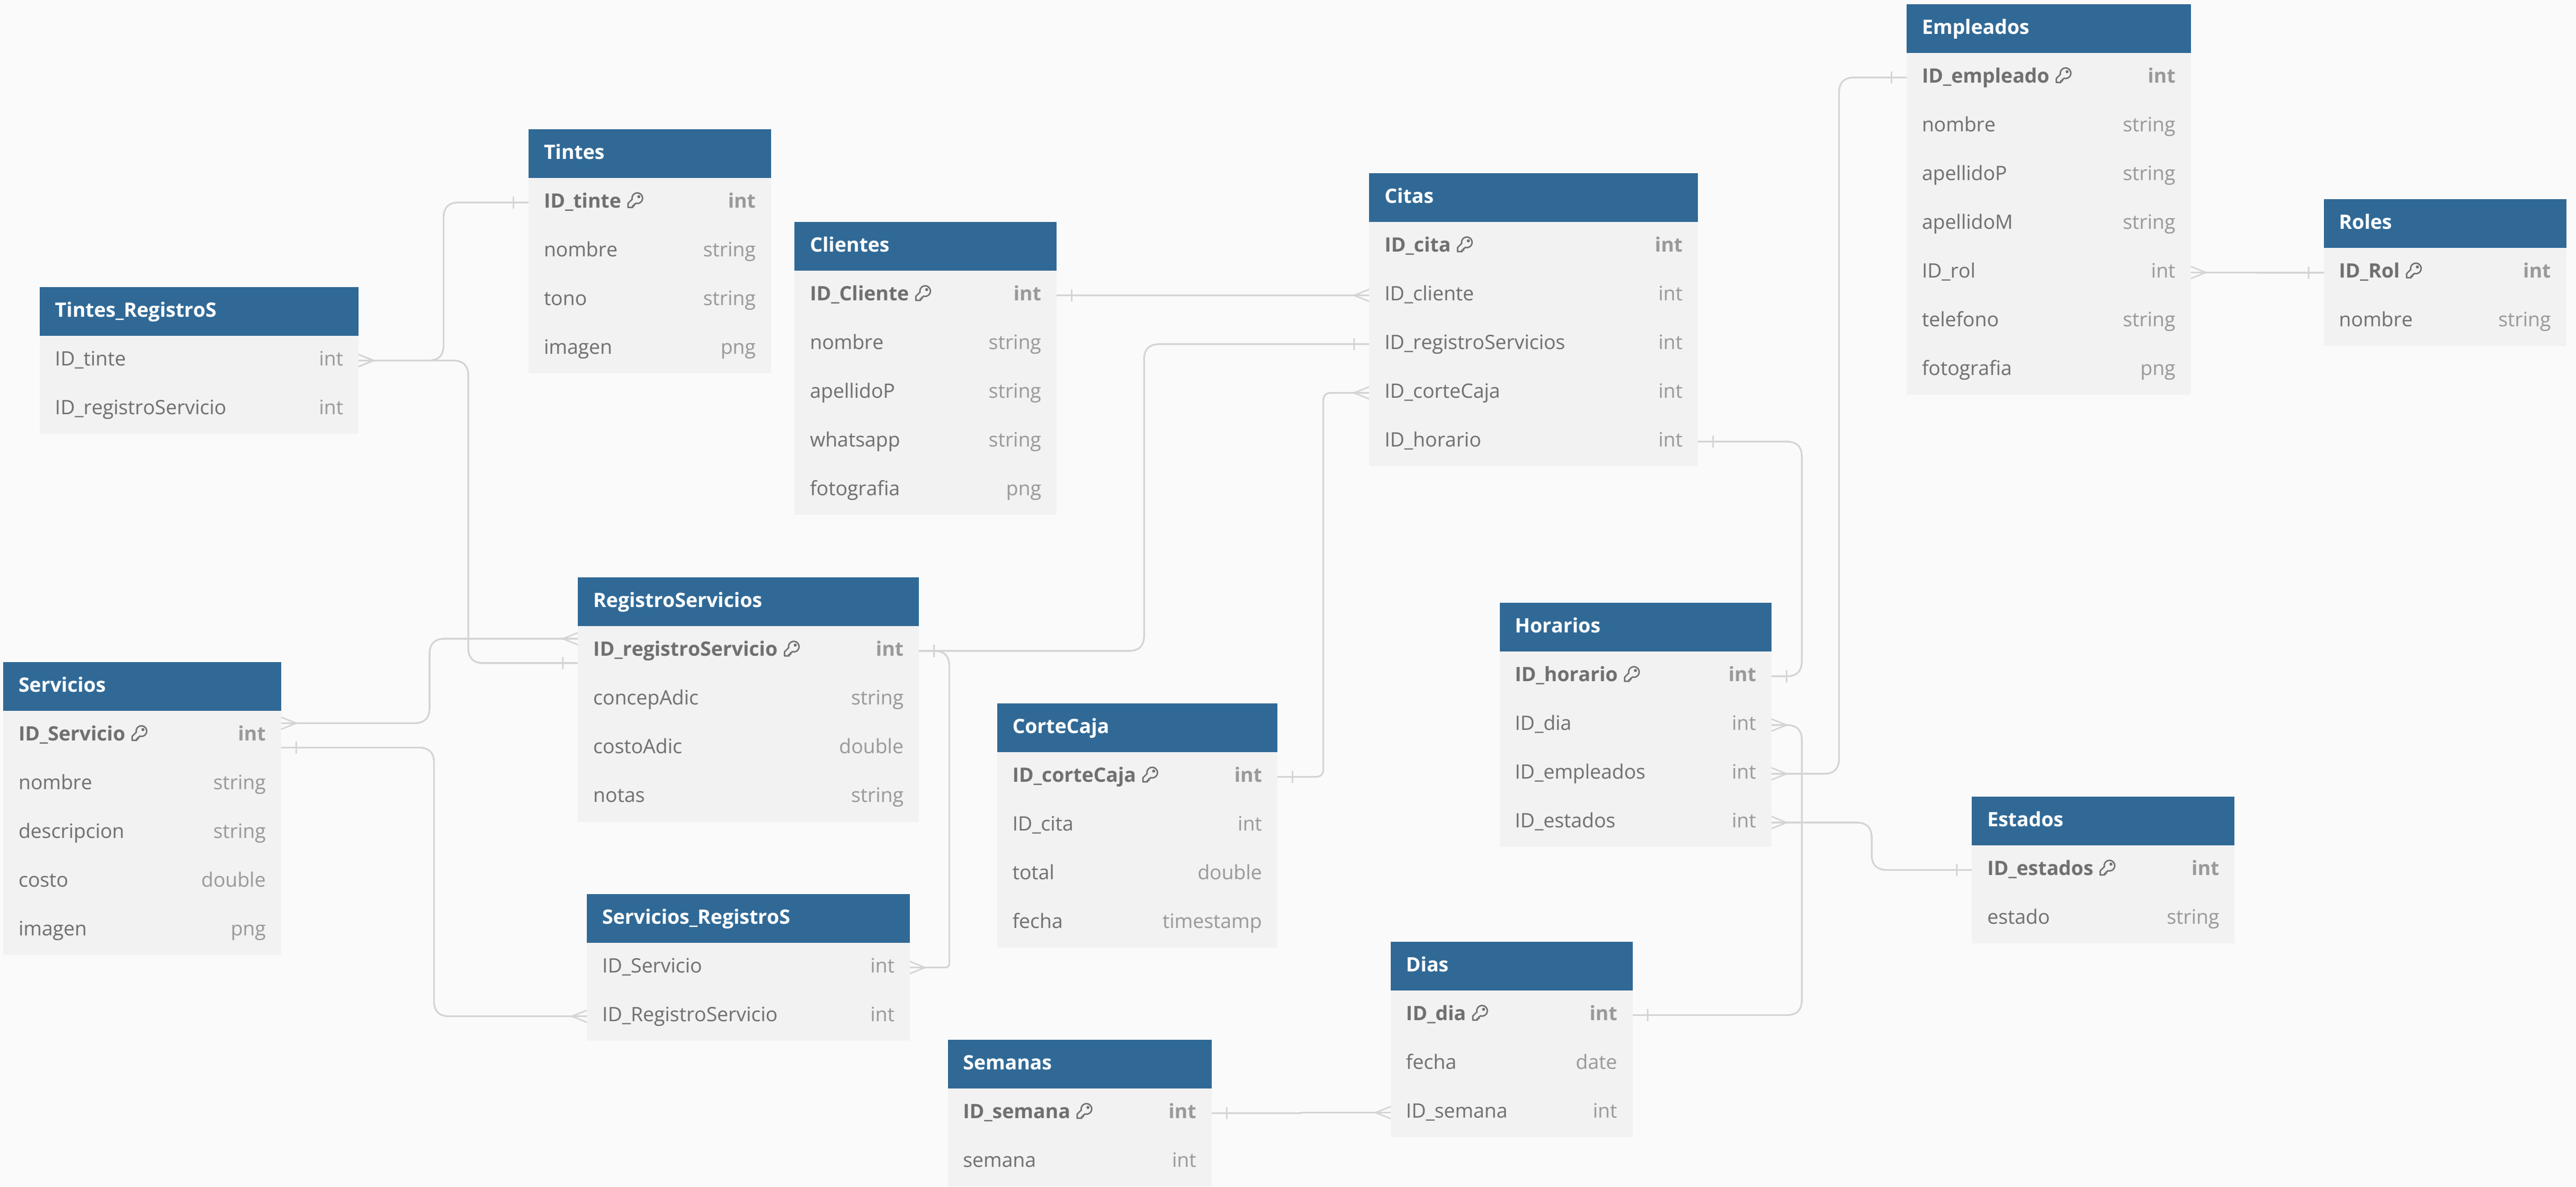 Empleados
ID_empleado int
nombre string
apellidoP string
apellidoM string
ID_rol int
telefono string
fotografia png
Tintes
ID_tinte int
nombre string
tono string
imagen png
Citas
ID_cita int
ID_cliente int
ID_registroServicios int
ID_corteCaja int
ID_horario int
Roles
ID_Rol int
nombre string
Clientes
ID_Cliente int
nombre string
apellidoP string
whatsapp string
fotografia png
Tintes_RegistroS
ID_tinte int
ID_registroServicio int
RegistroServicios
ID_registroServicio int
concepAdic string
costoAdic double
notas string
Horarios
ID_horario int
ID_dia int
ID_empleados int
ID_estados int
Servicios
ID_Servicio int
nombre string
descripcion string
costo double
imagen png
CorteCaja
ID_corteCaja int
ID_cita int
total double
fecha timestamp
Estados
ID_estados int
estado string
Servicios_RegistroS
ID_Servicio int
ID_RegistroServicio int
Dias
ID_dia int
fecha date
ID_semana int
Semanas
ID_semana int
semana int